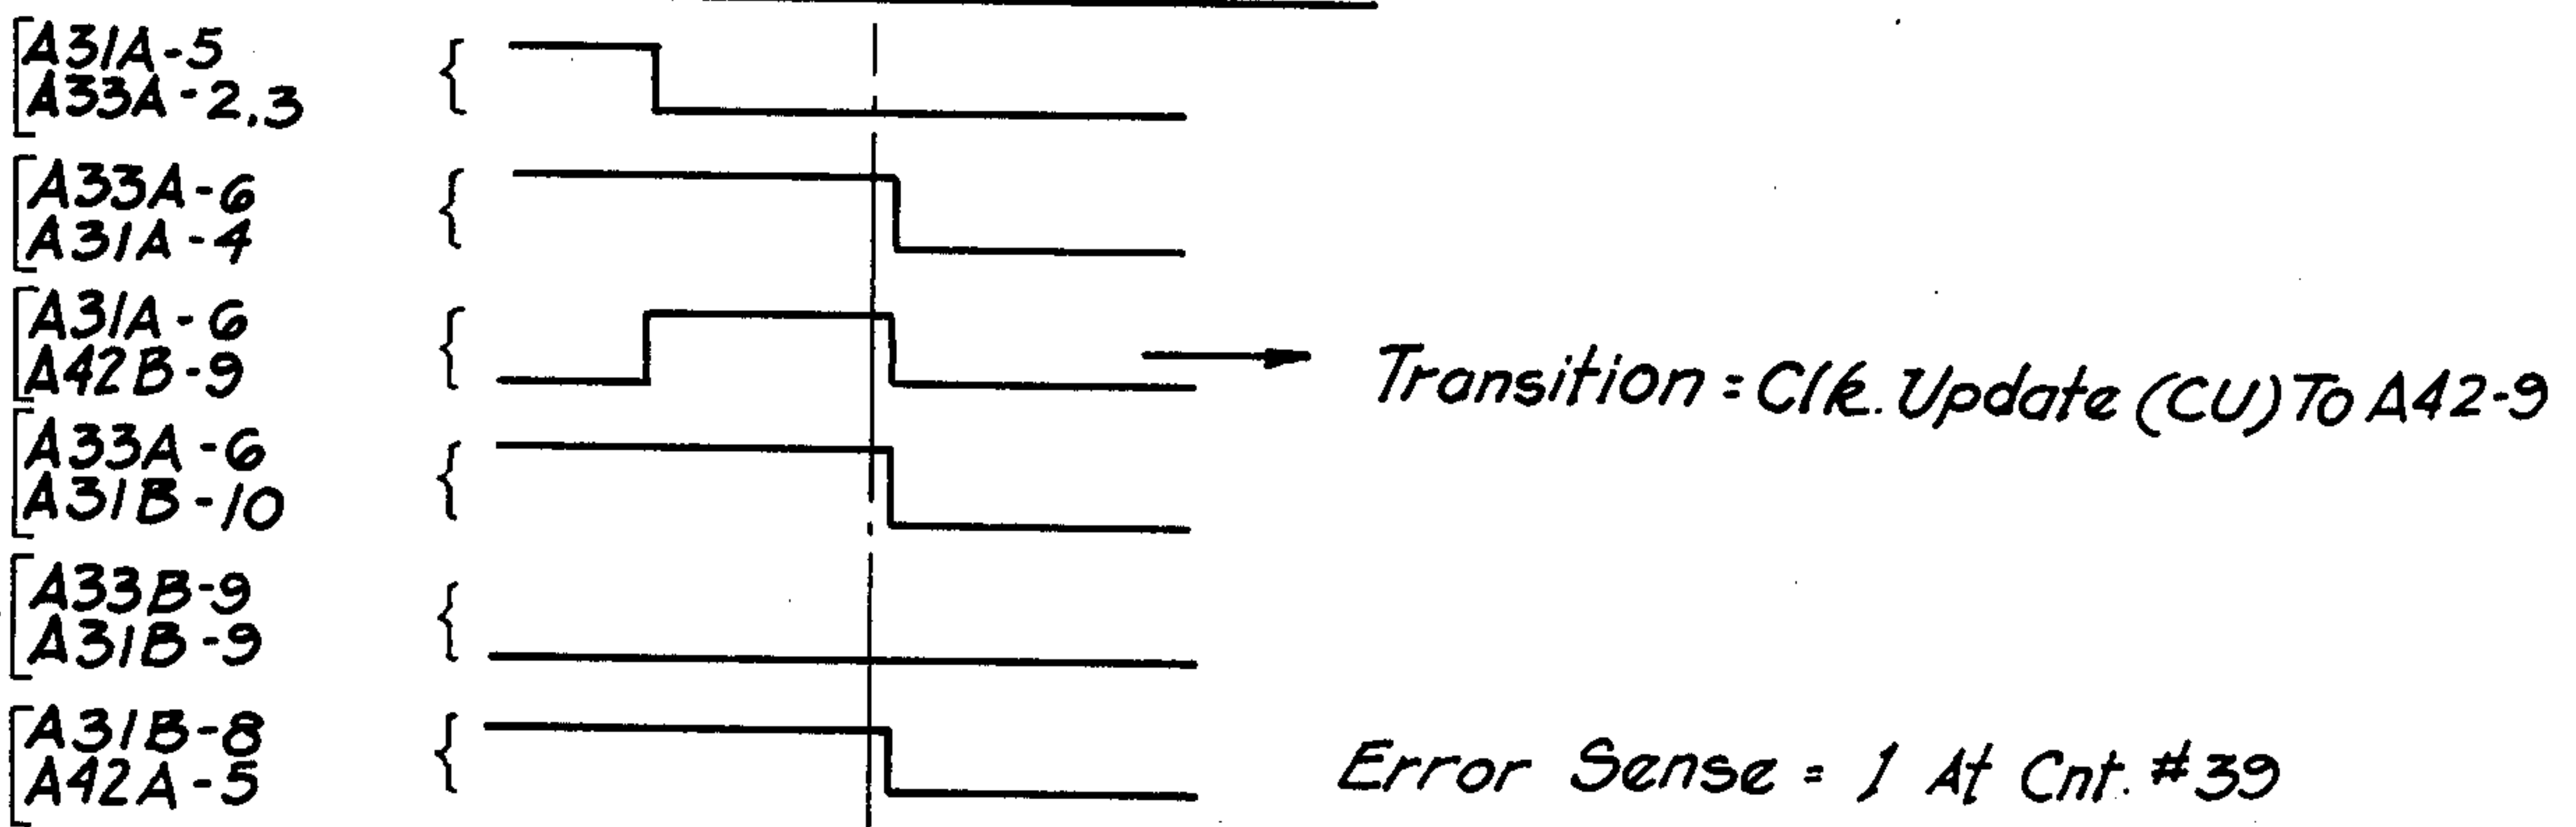 A31A-5
A33A-2.3
A33A-6
A31A-4
A31A-6
A42B-9
Transition = Clk. Update (CU) To A42-9
A33A-6
A31B-10
A33B-9
A31B-9
A31B-8
A42A-5
Error Sense = 1 At Cnt. #39